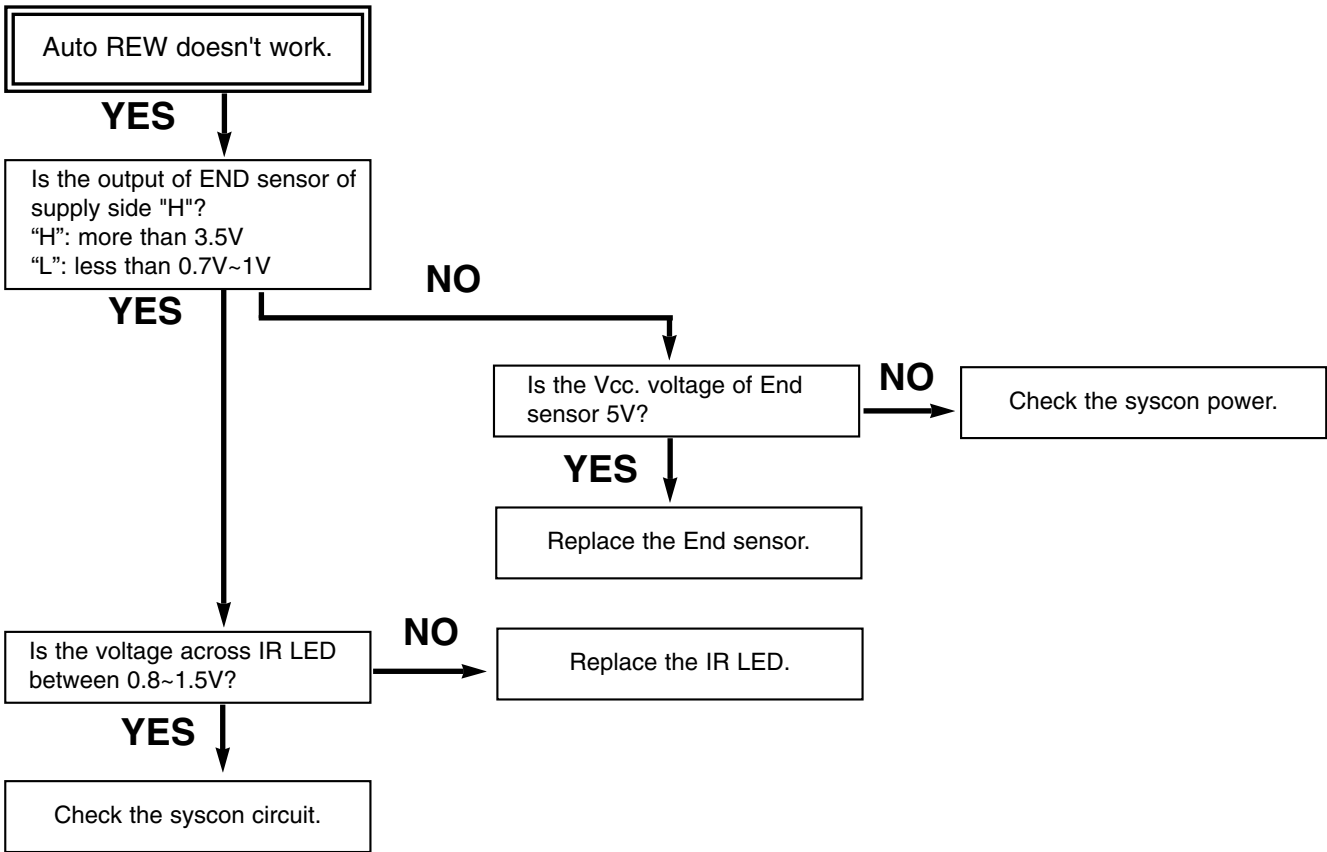 Auto REW doesn't work.
YES
Is the output of END sensor of
supply side "H"?
“H”: more than 3.5V
“L”: less than 0.7V~1V
YES
NO
Is the Vcc. voltage of End
sensor 5V?
NO
Check the syscon power.
YES
Replace the End sensor.
Is the voltage across IR LED
between 0.8~1.5V?
NO
Replace the IR LED.
YES
Check the syscon circuit.